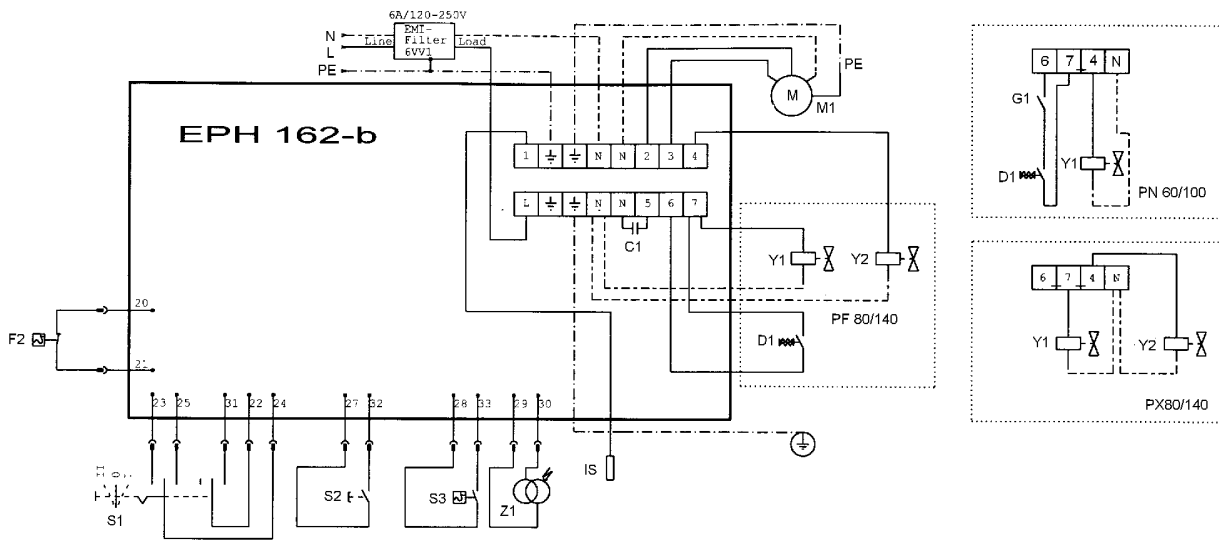 6A/120-250V
EMI-
Filter
6VV1
Line
Load
N
L
PE
PE
M
M1
EPH 162-b
1 N N 2 3 4
L N N 5 6 7
C1
Y1
Y2
PF 80/140
D1
20
F2
21
23 25 31 22 24 27 32 28 33 29 30
S1
S2
S3
Z1
IS
6 7 4 N
G1
D1
Y1
PN 60/100
6 7 4 N
Y1
Y2
PX80/140